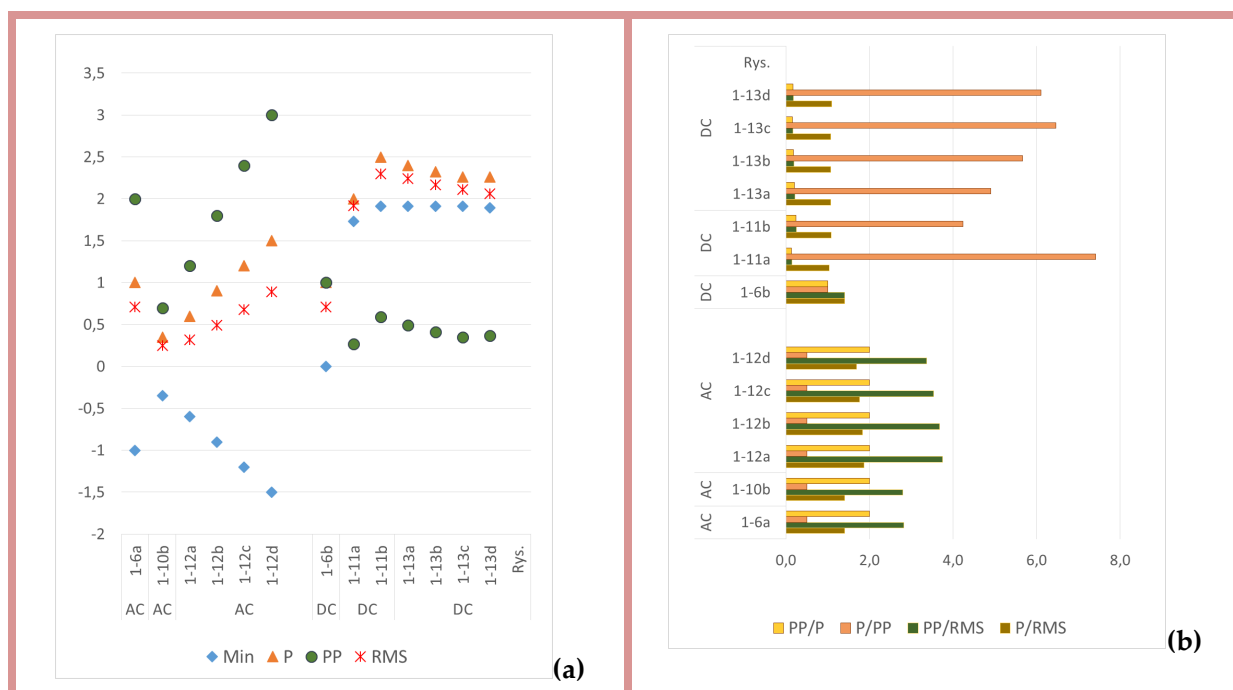 3,5
3
2,5
2
1,5
1
0,5
0
-0,5
-1
-1,5
-2
1-6a
1-10b
1-12a
1-12b
1-12c
1-12d
1-6b
1-11a
1-11b
1-13a
1-13b
1-13c
1-13d
Rys.
AC AC AC DC DC DC
Min P PP RMS
(a)
Rys.
1-13d
1-13c
1-13b
1-13a
DC
1-11b
1-11a
DC
1-6b
DC
1-12d
1-12c
1-12b
1-12a
AC
1-10b
AC
1-6a
AC
0,0 2,0 4,0 6,0 8,0
PP/P P/PP PP/RMS P/RMS
(b)